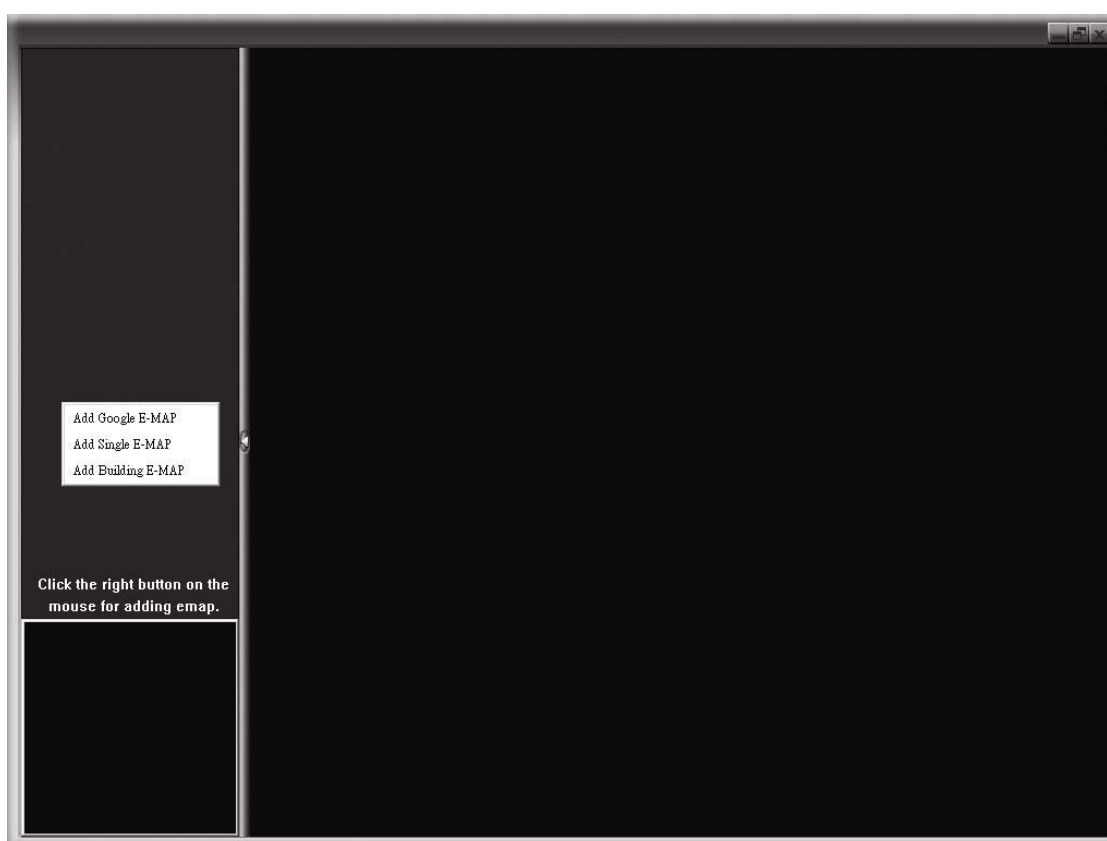 Add Google E-MAP
Add Single E-MAP
Add Building E-MAP
Click the right button on the
mouse for adding emap.